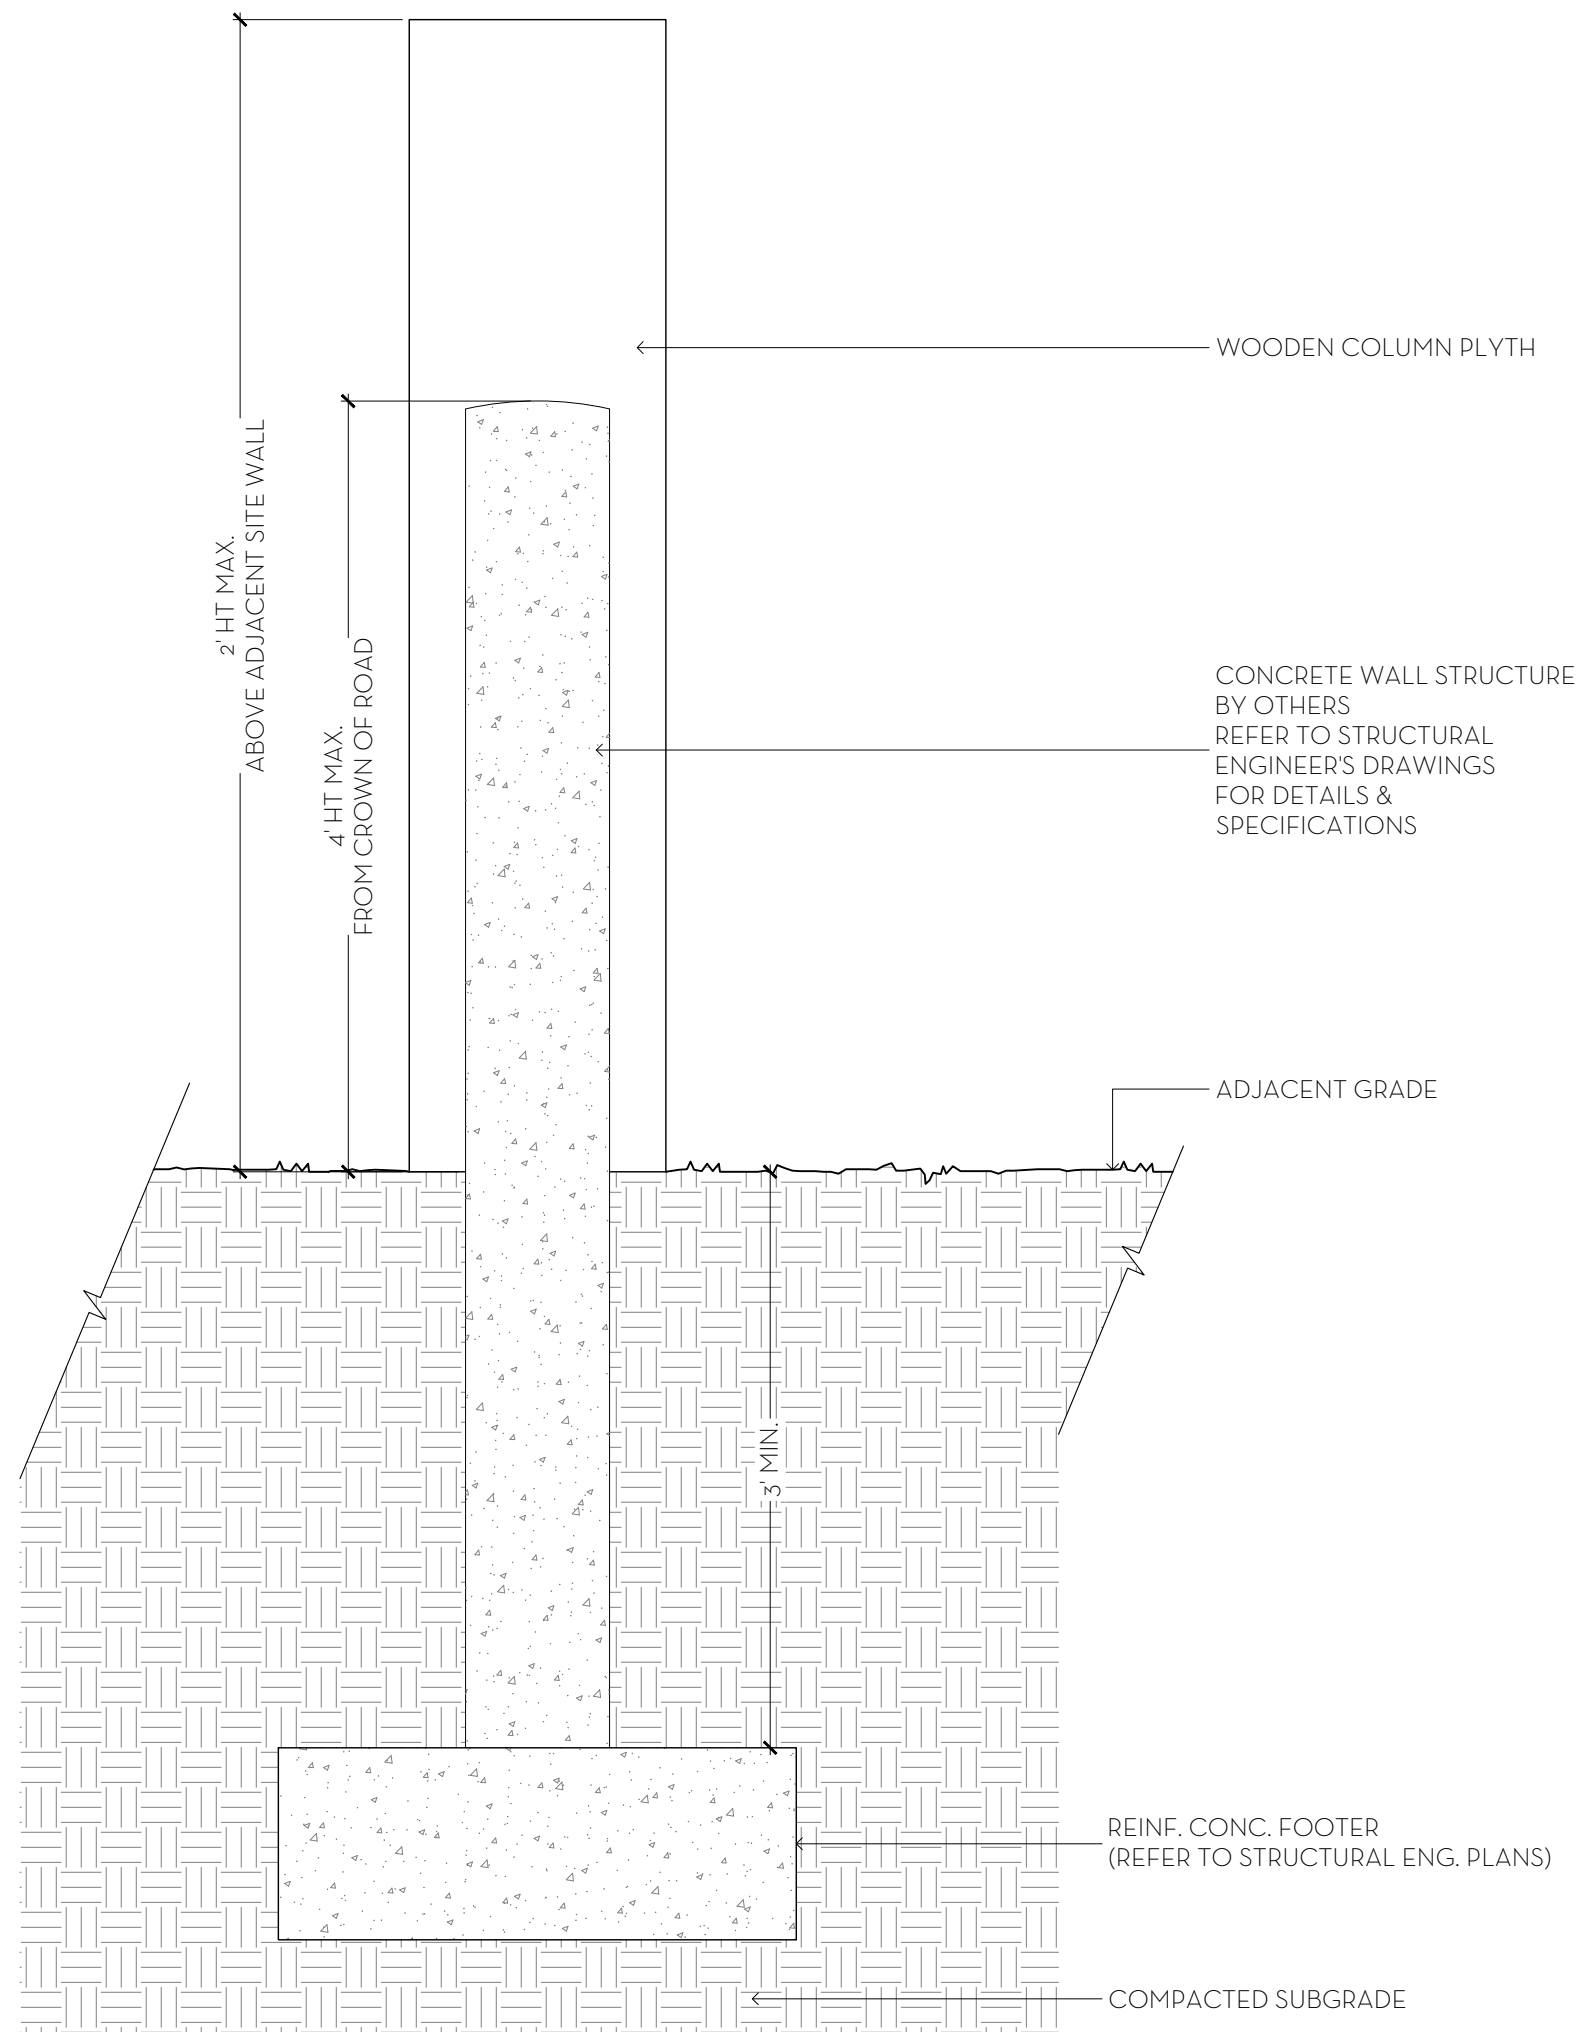 WOODEN COLUMN PLYTH
2' HT MAX.
ABOVE ADJACENT SITE WALL
4' HT MAX.
FROM CROWN OF ROAD
CONCRETE WALL STRUCTURE
BY OTHERS
REFER TO STRUCTURAL
ENGINEER'S DRAWINGS
FOR DETAILS &
SPECIFICATIONS
ADJACENT GRADE
3' MIN.
REINF. CONC. FOOTER
(REFER TO STRUCTURAL ENG. PLANS)
COMPACTED SUBGRADE